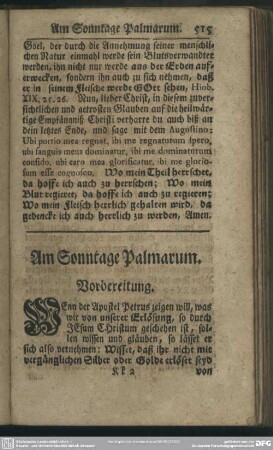 Am Sonntage Palmarum. 515
Goel, der durch die Annehmung seiner menschli-
chen Natur einmahl werde sein Blutsverwandter
werden, ihn nicht nur werde aus der Erden auff-
erwecken, sondern ihn auch zu sich nehmen, daß
er in seinem Fleische werde GOtt sehen, Hiob.
XIX, 25. 26. Nun, lieber Christ, in diesem zuver-
sichtlichen und getrosten Glauben auf die heilwär-
tige Empfängniß Christi verharre du auch biß an
dein letztes Ende, und sage mit dem Augustino:
Ubi portio mea regnat, ibi me regnaturum spero,
ubi sanguis meus dominatur, ibi me dominaturum
confido, ubi caro mea glorificatur, ibi me glorio-
sum esse cognosco. Wo mein Theil herrschet,
da hoffe ich auch zu herrschen; Wo mein
Blut regieret, da hoffe ich auch zu regieren;
Wo mein Fleisch herrlich gehalten wird, da
gedencke ich auch herrlich zu werden, Amen.
Am Sonntage Palmarum.
Vorbereitung.
WEnn der Apostel Petrus zeigen will, was
wir von unserer Erlösung, so durch
JEsum Christum geschehen ist, sol-
len wissen und gläuben, so lässet er
sich also vernehmen: Wisset, daß ihr nicht mit
vergänglichen Silber oder Golde erlöset seyd
Kk 2 von